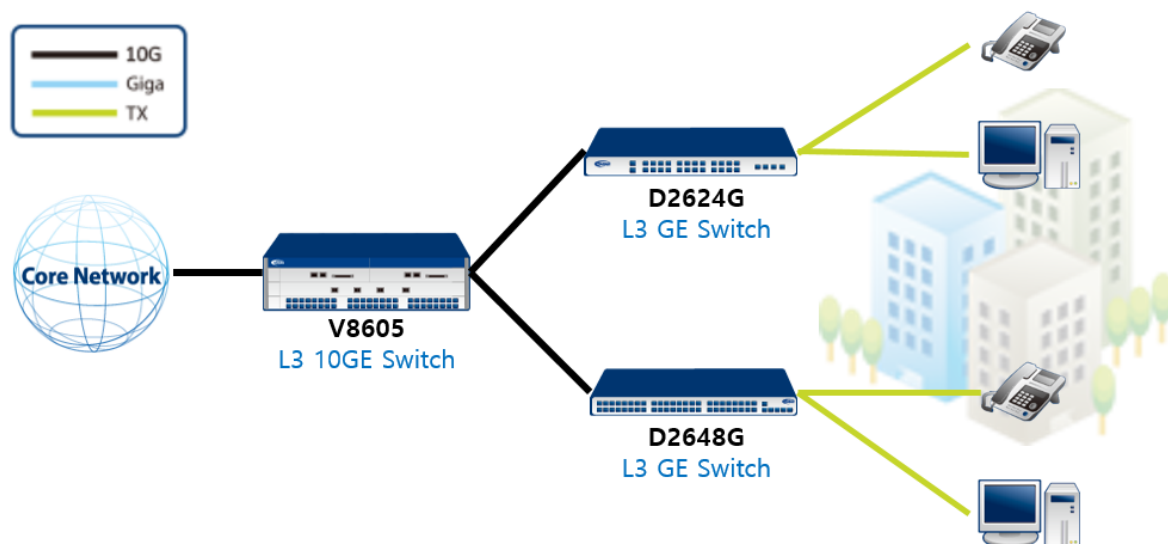 10G
Giga
TX
Core Network
V8605
L3 10GE Switch
D2624G
L3 GE Switch
D2648G
L3 GE Switch